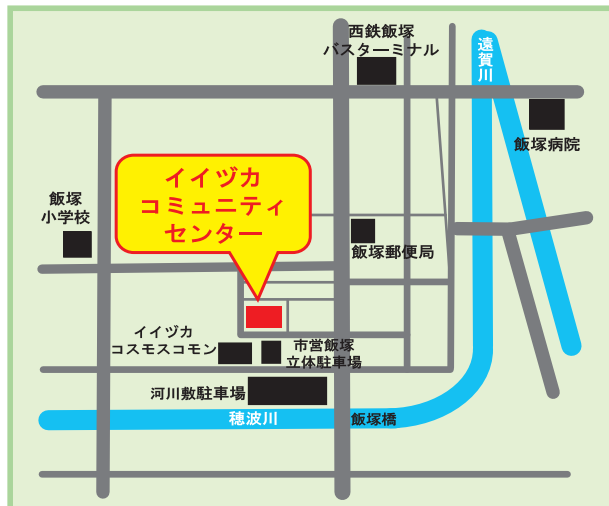 西鉄飯塚
バスターミナル
遠賀川
飯塚病院
イイヅカ
コミュニティ
センター
飯塚
小学校
飯塚郵便局
イイヅカ
コスモスコモン
市営飯塚
立体駐車場
河川敷駐車場
穂波川
飯塚橋